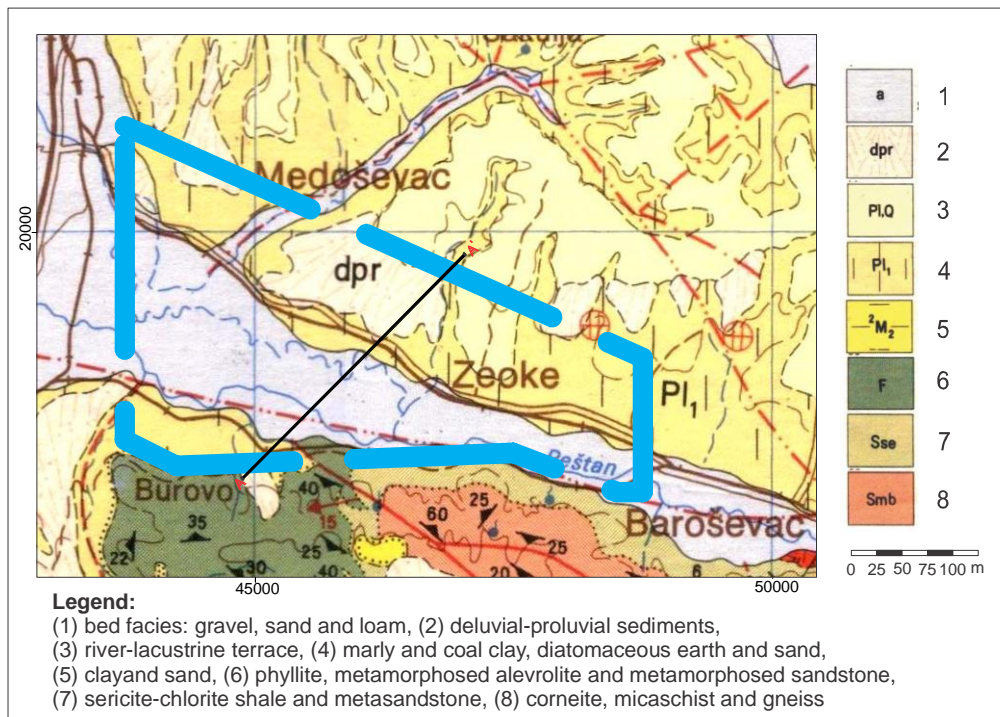 a 1
dpr 2
Pl,Q 3
Pl₁ 4
²M₂ 5
F 6
Sse 7
Smb 8
Medoševac
20000
dpr
Zeoke
Pl₁
Peštan
Burovo
40
25
15
60
35
Baroševac
22
25
25
30
40
20
6
45000
50000
0 25 50 75 100 m
Legend:
(1) bed facies: gravel, sand and loam, (2) deluvial-proluvial sediments,
(3) river-lacustrine terrace, (4) marly and coal clay, diatomaceous earth and sand,
(5) clayand sand, (6) phyllite, metamorphosed alevrolite and metamorphosed sandstone,
(7) sericite-chlorite shale and metasandstone, (8) corneite, micaschist and gneiss